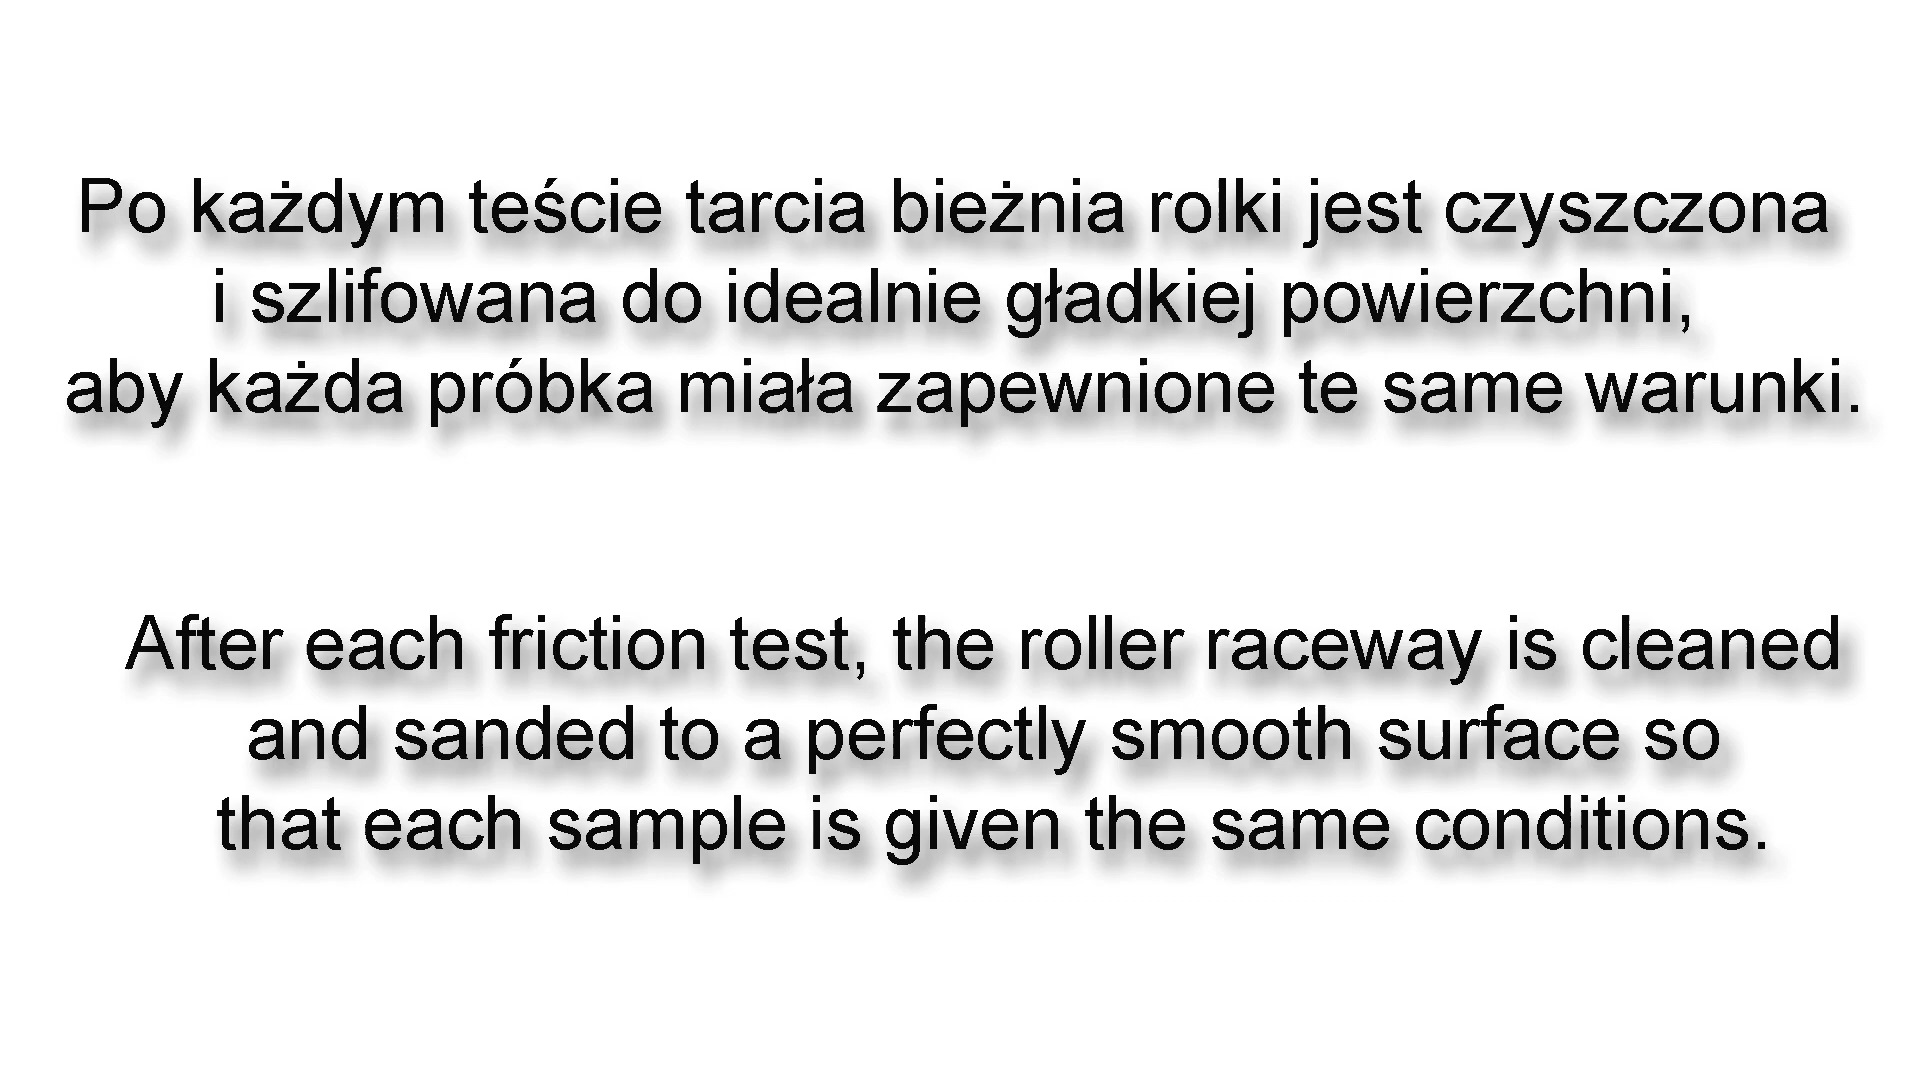 Po każdym teście tarcia bieżnia rolki jest czyszczona
i szlifowana do idealnie gładkiej powierzchni,
aby każda próbka miała zapewnione te same warunki.
After each friction test, the roller raceway is cleaned
and sanded to a perfectly smooth surface so
that each sample is given the same conditions.